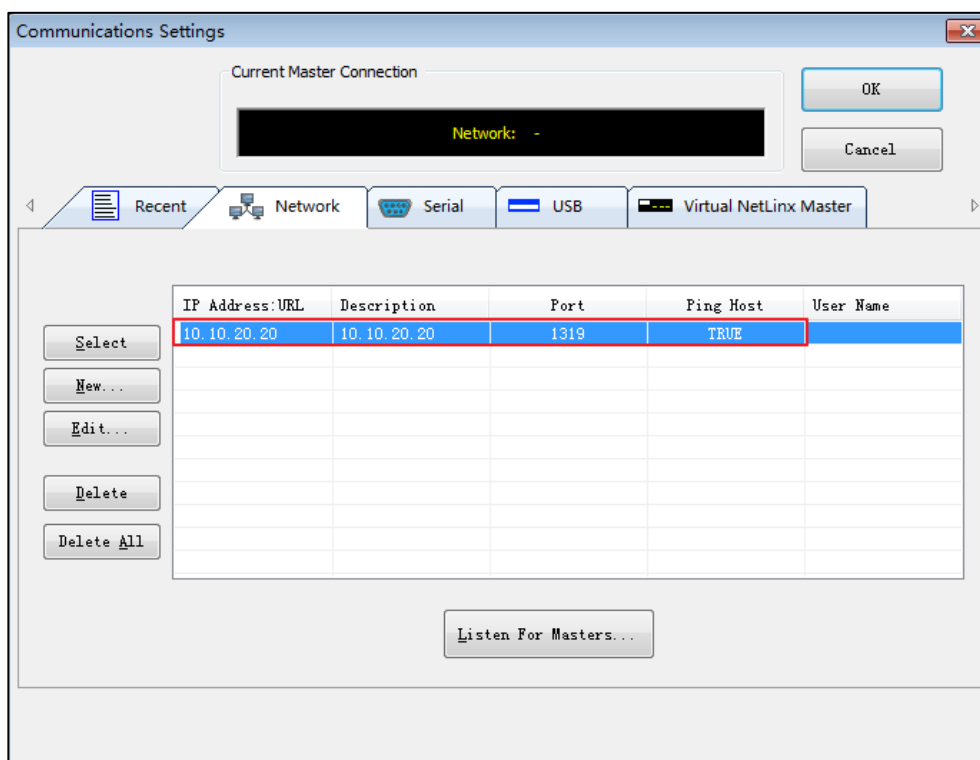 Communications Settings
Current Master Connection
OK
Network: -
Cancel
Recent Network Serial USB Virtual NetLinx Master
IP Address:URL Description Port Ping Host User Name
10.10.20.20 10.10.20.20 1319 TRUE
Select
New...
Edit...
Delete
Delete All
Listen For Masters...